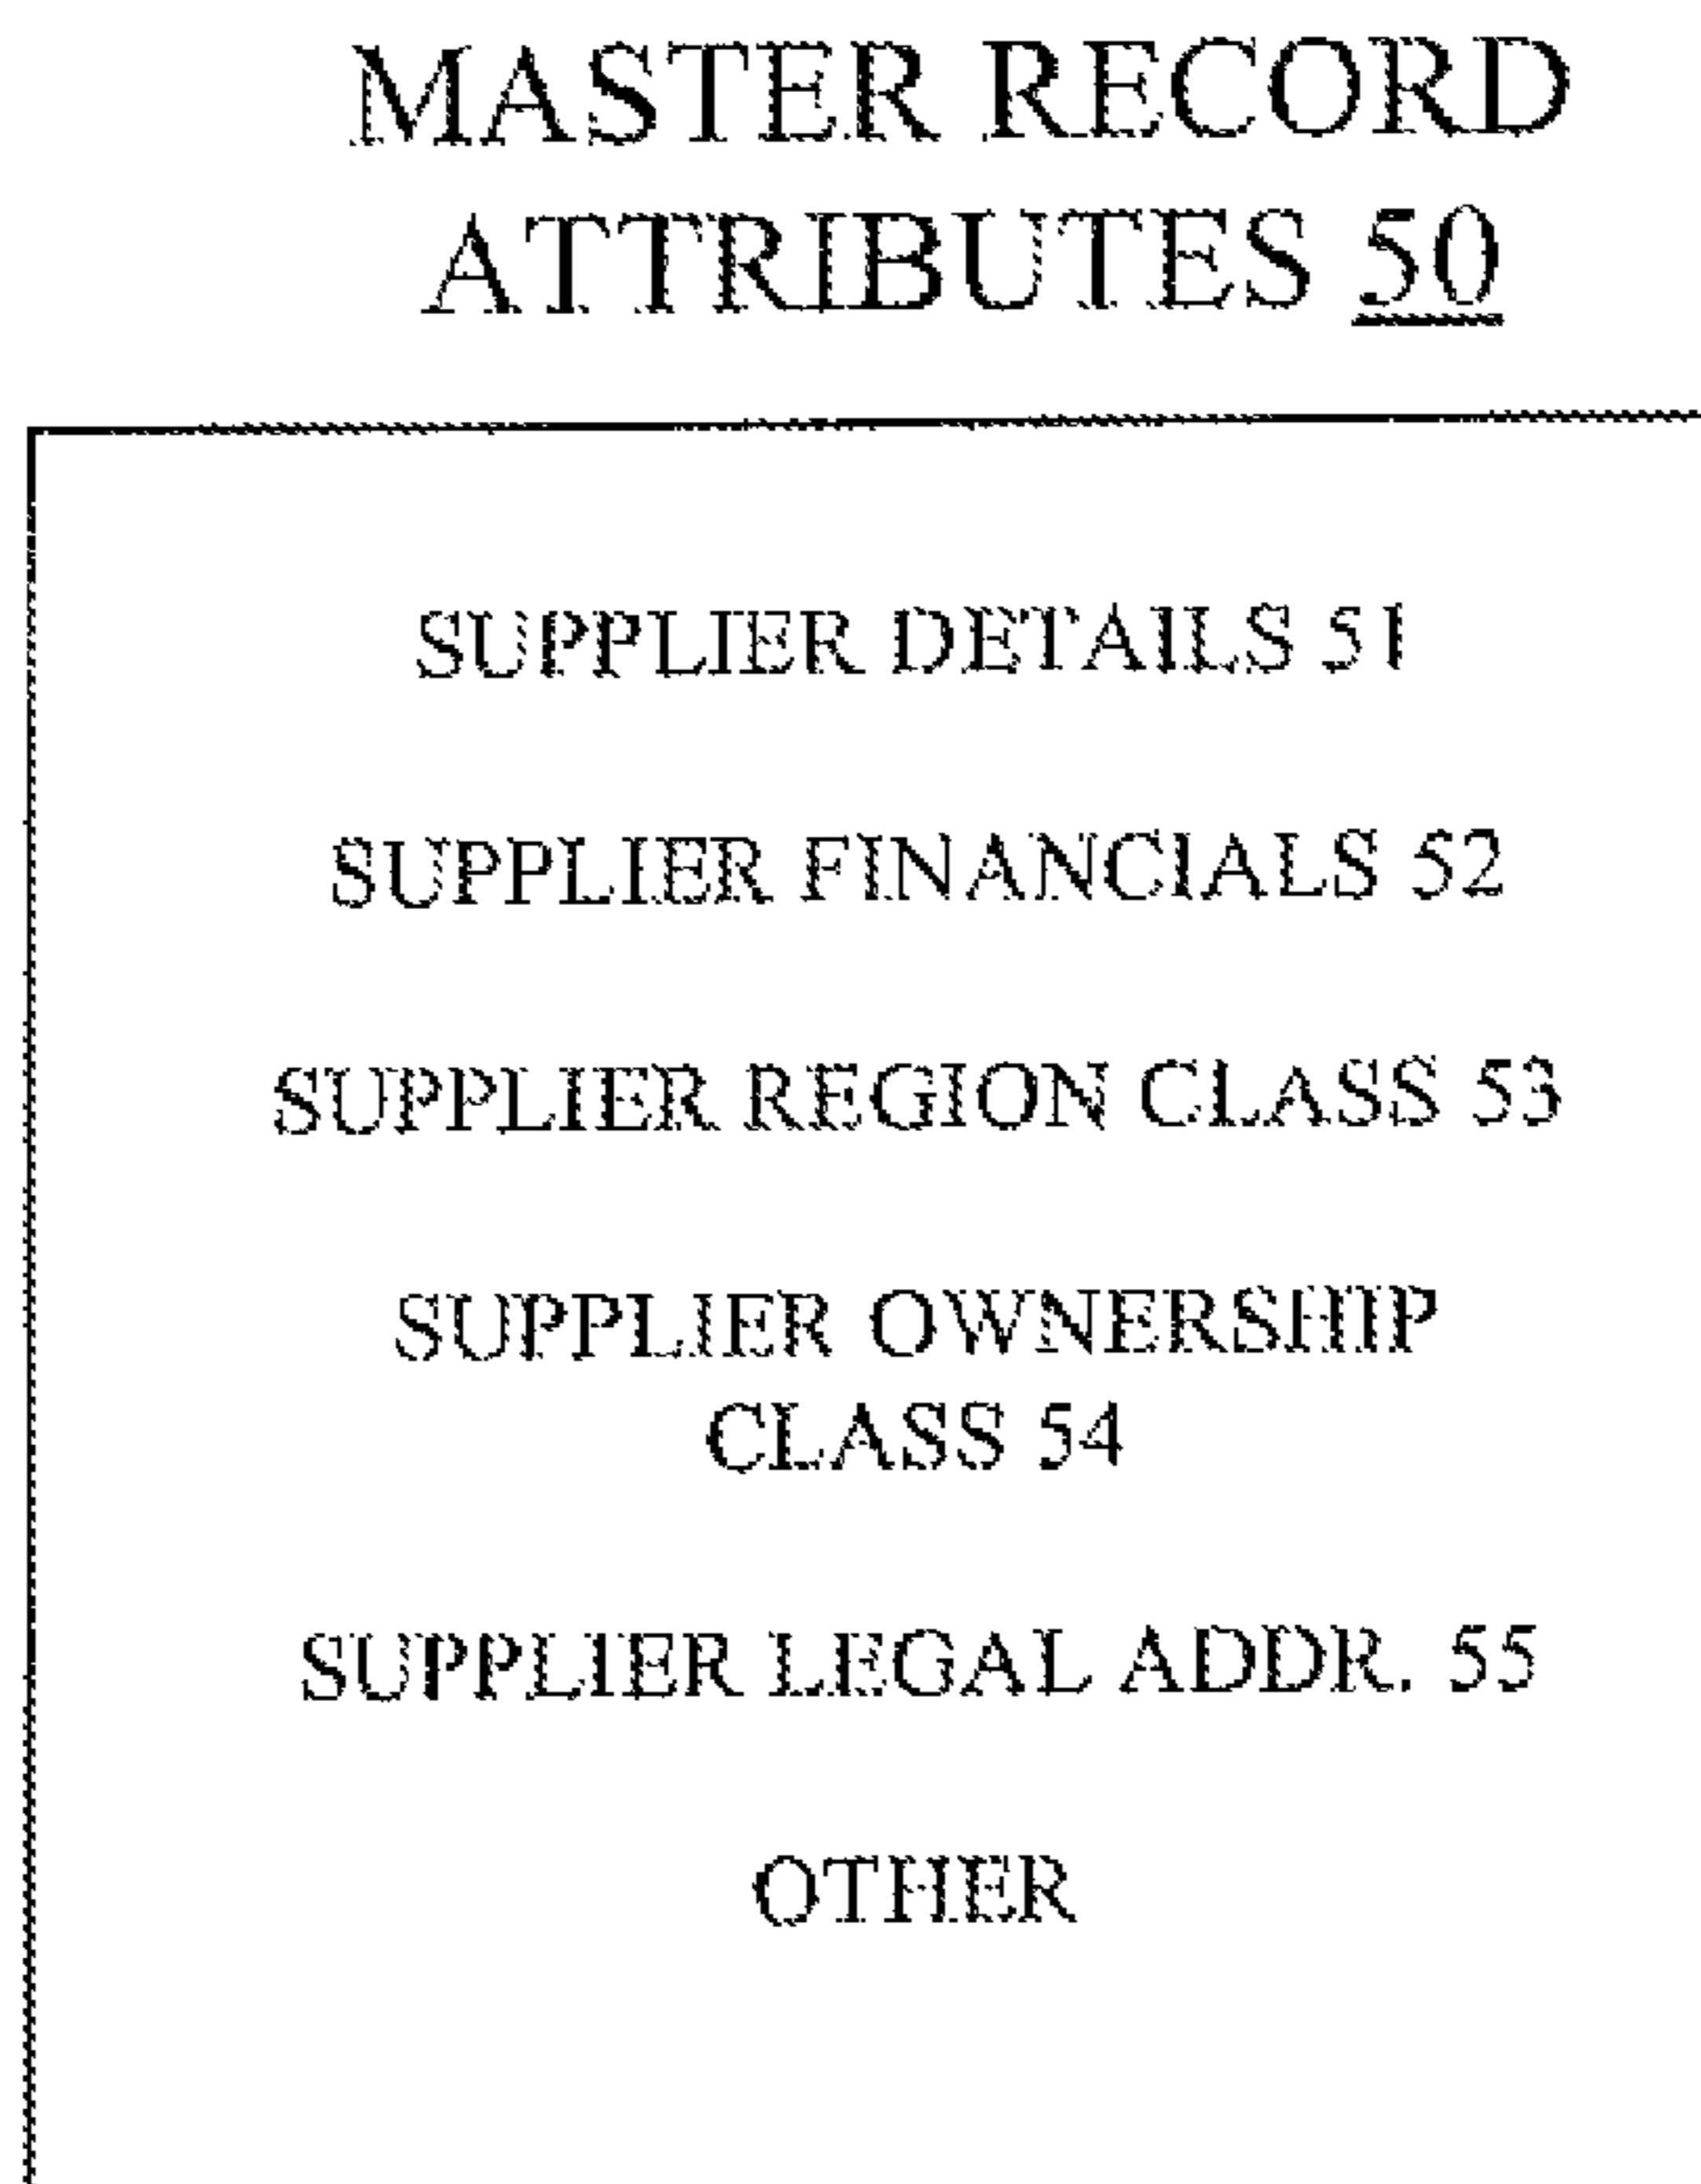 MASTER RECORD
ATTRIBUTES 50
SUPPLIER DETAILS 51
SUPPLIER FINANCIALS 52
SUPPLIER REGION CLASS 53
SUPPLIER OWNERSHIP
CLASS 54
SUPPLIER LEGAL ADDR. 55
OTHER